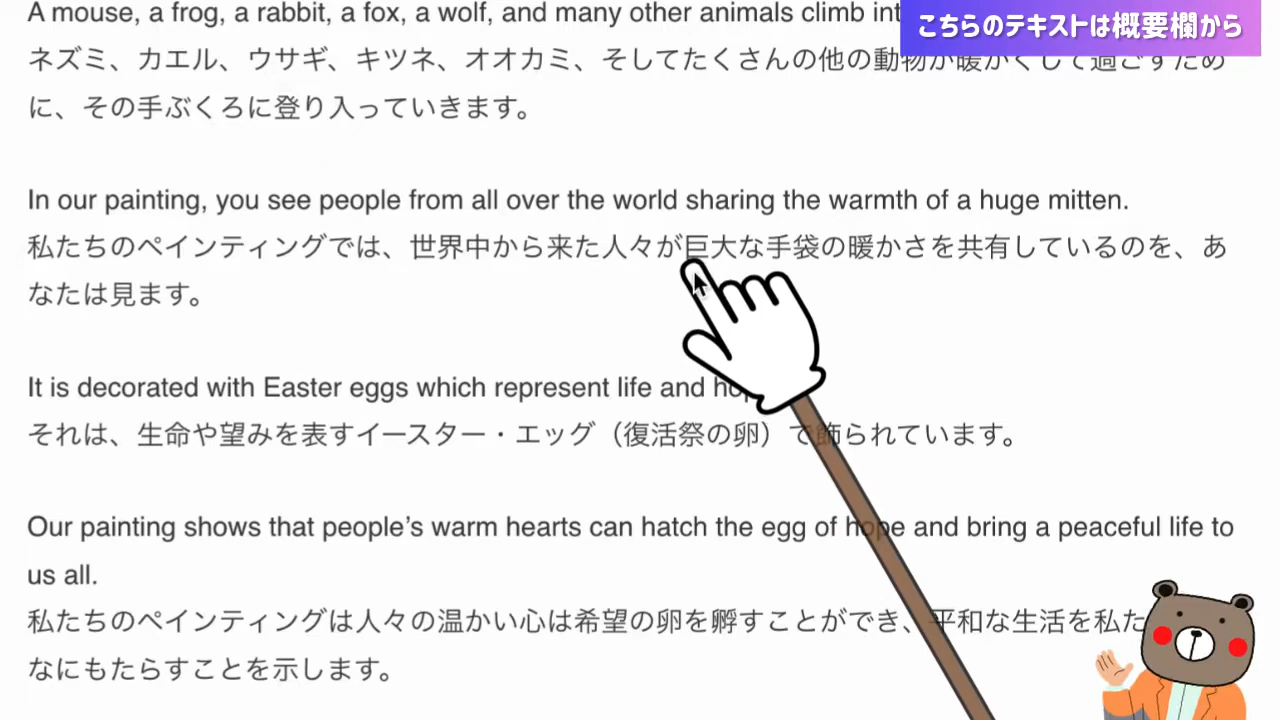 A mouse, a frog, a rabbit, a fox, a wolf, and many other animals climb
こちらのテキストは概要欄から
ネズミ、カエル、ウサギ、キツネ、オオカミ、そしてたくさんの他の動物が暖かくして過ごすため
に、その手ぶくろに登り入っていきます。
In our painting, you see people from all over the world sharing the warmth of a huge mitten.
私たちのペインティングでは、世界中から来た人々が巨大な手袋の暖かさを共有しているのを、あ
なたは見ます。
It is decorated with Easter eggs which represent life and
それは、生命や望みを表すイースター・エッグ（復活祭の卵）で飾られています。
Our painting shows that people’s warm hearts can hatch the egg of hope and bring a peaceful life to
us all.
私たちのペインティングは人々の温かい心は希望の卵を孵すことができ、平和な生活を私た
なにもたらすことを示します。